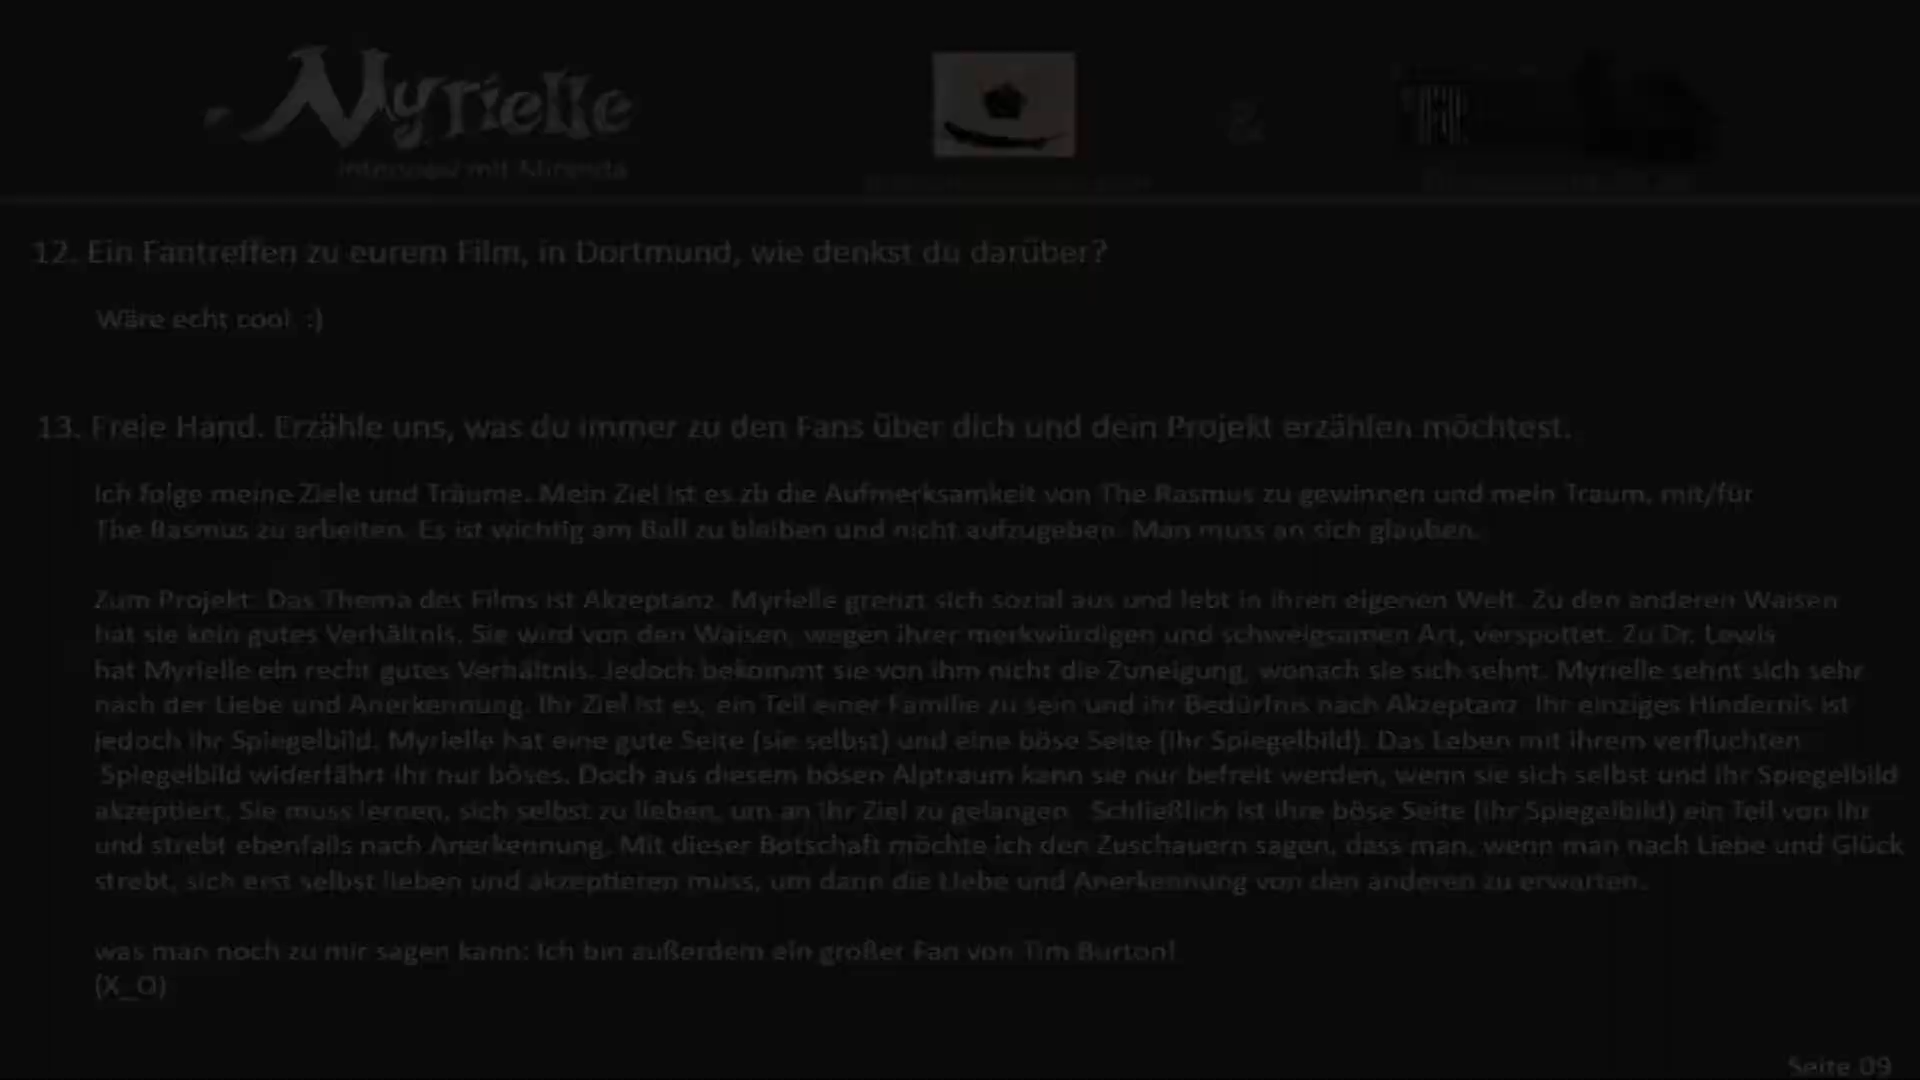 Myrielle
Interview mit Miranda
&
12. Ein Fantreffen zu eurem Film, in Dortmund, wie denkst du darüber?
Wäre echt cool :)
13. Freie Hand. Erzähle uns, was du immer zu den Fans über dich und dein Projekt erzählen möchtest.
Ich folge meine Ziele und Träume. Mein Ziel ist es zb die Aufmerksamkeit von The Rasmus zu gewinnen und mein Traum, mit/für
The Rasmus zu arbeiten. Es ist wichtig am Ball zu bleiben und nicht aufzugeben. Man muss an sich glauben.
Zum Projekt: Das Thema des Films ist Akzeptanz. Myrielle grenzt sich sozial aus und lebt in ihren eigenen Welt. Zu den anderen Waisen
hat sie kein gutes Verhältnis. Sie wird von den Waisen, wegen ihrer merkwürdigen und schweigsamen Art, verspottet. Zu Dr. Lewis
hat Myrielle ein recht gutes Verhältnis. Jedoch bekommt sie von ihm nicht die Zuneigung, wonach sie sich sehnt. Myrielle sehnt sich sehr
nach der Liebe und Anerkennung. Ihr Ziel ist es, ein Teil einer Familie zu sein und ihr Bedürfnis nach Akzeptanz. Ihr einziges Hindernis ist
jedoch ihr Spiegelbild. Myrielle hat eine gute Seite (sie selbst) und eine böse Seite (ihr Spiegelbild). Das Leben mit ihrem verfluchten
Spiegelbild widerfährt ihr nur böses. Doch aus diesem bösen Alptraum kann sie nur befreit werden, wenn sie sich selbst und ihr Spiegelbild
akzeptiert. Sie muss lernen, sich selbst zu lieben, um an ihr Ziel zu gelangen. Schließlich ist ihre böse Seite (ihr Spiegelbild) ein Teil von ihr
und strebt ebenfalls nach Anerkennung. Mit dieser Botschaft möchte ich den Zuschauern sagen, dass man, wenn man nach Liebe und Glück
strebt, sich erst selbst lieben und akzeptieren muss, um dann die Liebe und Anerkennung von den anderen zu erwarten.
was man noch zu mir sagen kann: Ich bin außerdem ein großer Fan von Tim Burton!
(X_O)
Seite 09